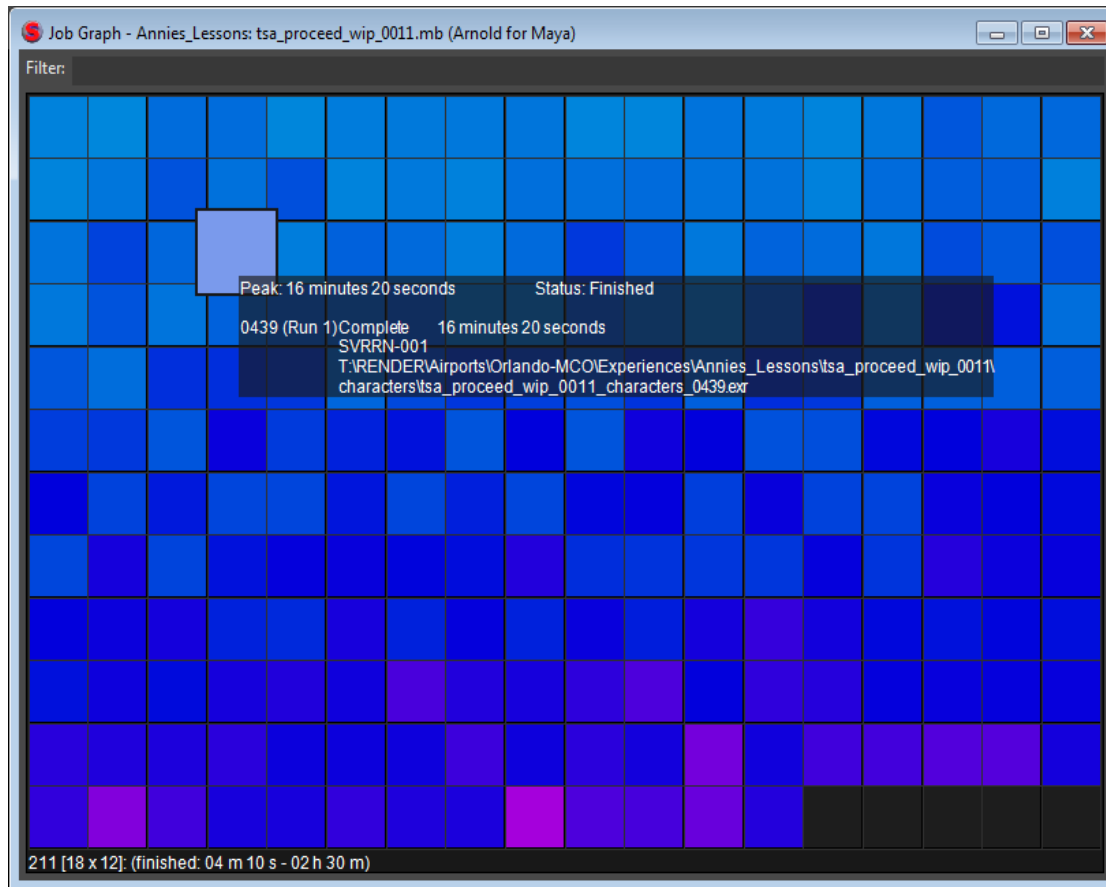 Job Graph - Annies_Lessons: tsa_proceed_wip_0011.mb (Arnold for Maya)
Filter:
Peak: 16 minutes 20 seconds Status: Finished
0439 (Run 1) Complete 16 minutes 20 seconds
SVRRN-001
T:\RENDER\Airports\Orlando-MCO\Experiences\Annies_Lessons\tsa_proceed_wip_0011\
characters\tsa_proceed_wip_0011_characters_0439.exr
211 [18 x 12]: (finished: 04 m 10 s - 02 h 30 m)